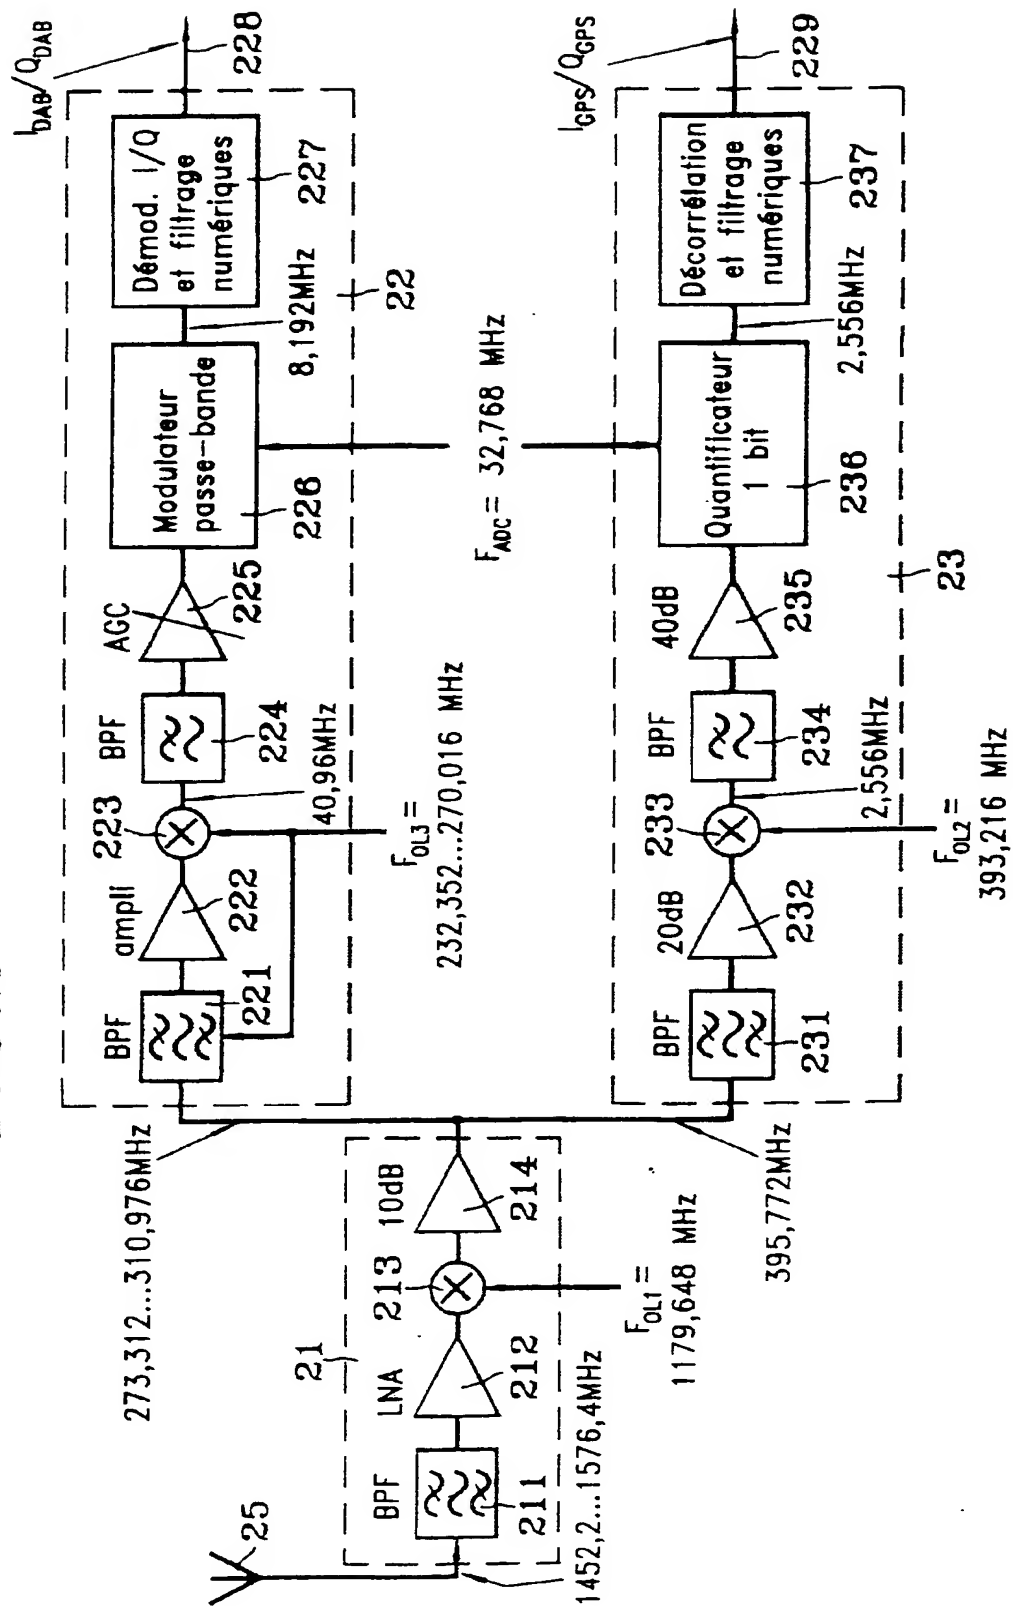 25
1452,2...1576,4MHz
21
BPF
211
LNA
212
213
F_OL1 =
1179,648 MHz
10dB
214
273,312...310,976MHz
395,772MHz
BPF
221
ampli
222
223
F_OL3 =
232,352...270,016 MHz
40,96MHz
BPF
224
AGC
225
Modulateur
passe-bande
226
8,192MHz
22
Démod. I/Q
et filtrage
numériques
227
I_DAB/Q_DAB
228
F_ADC = 32,768 MHz
BPF
231
20dB
232
233
F_OL2 =
393,216 MHz
2,556MHz
BPF
234
40dB
235
Quantificateur
1 bit
236
2,556MHz
23
Décorrélation
et filtrage
numériques
237
I_GPS/Q_GPS
229